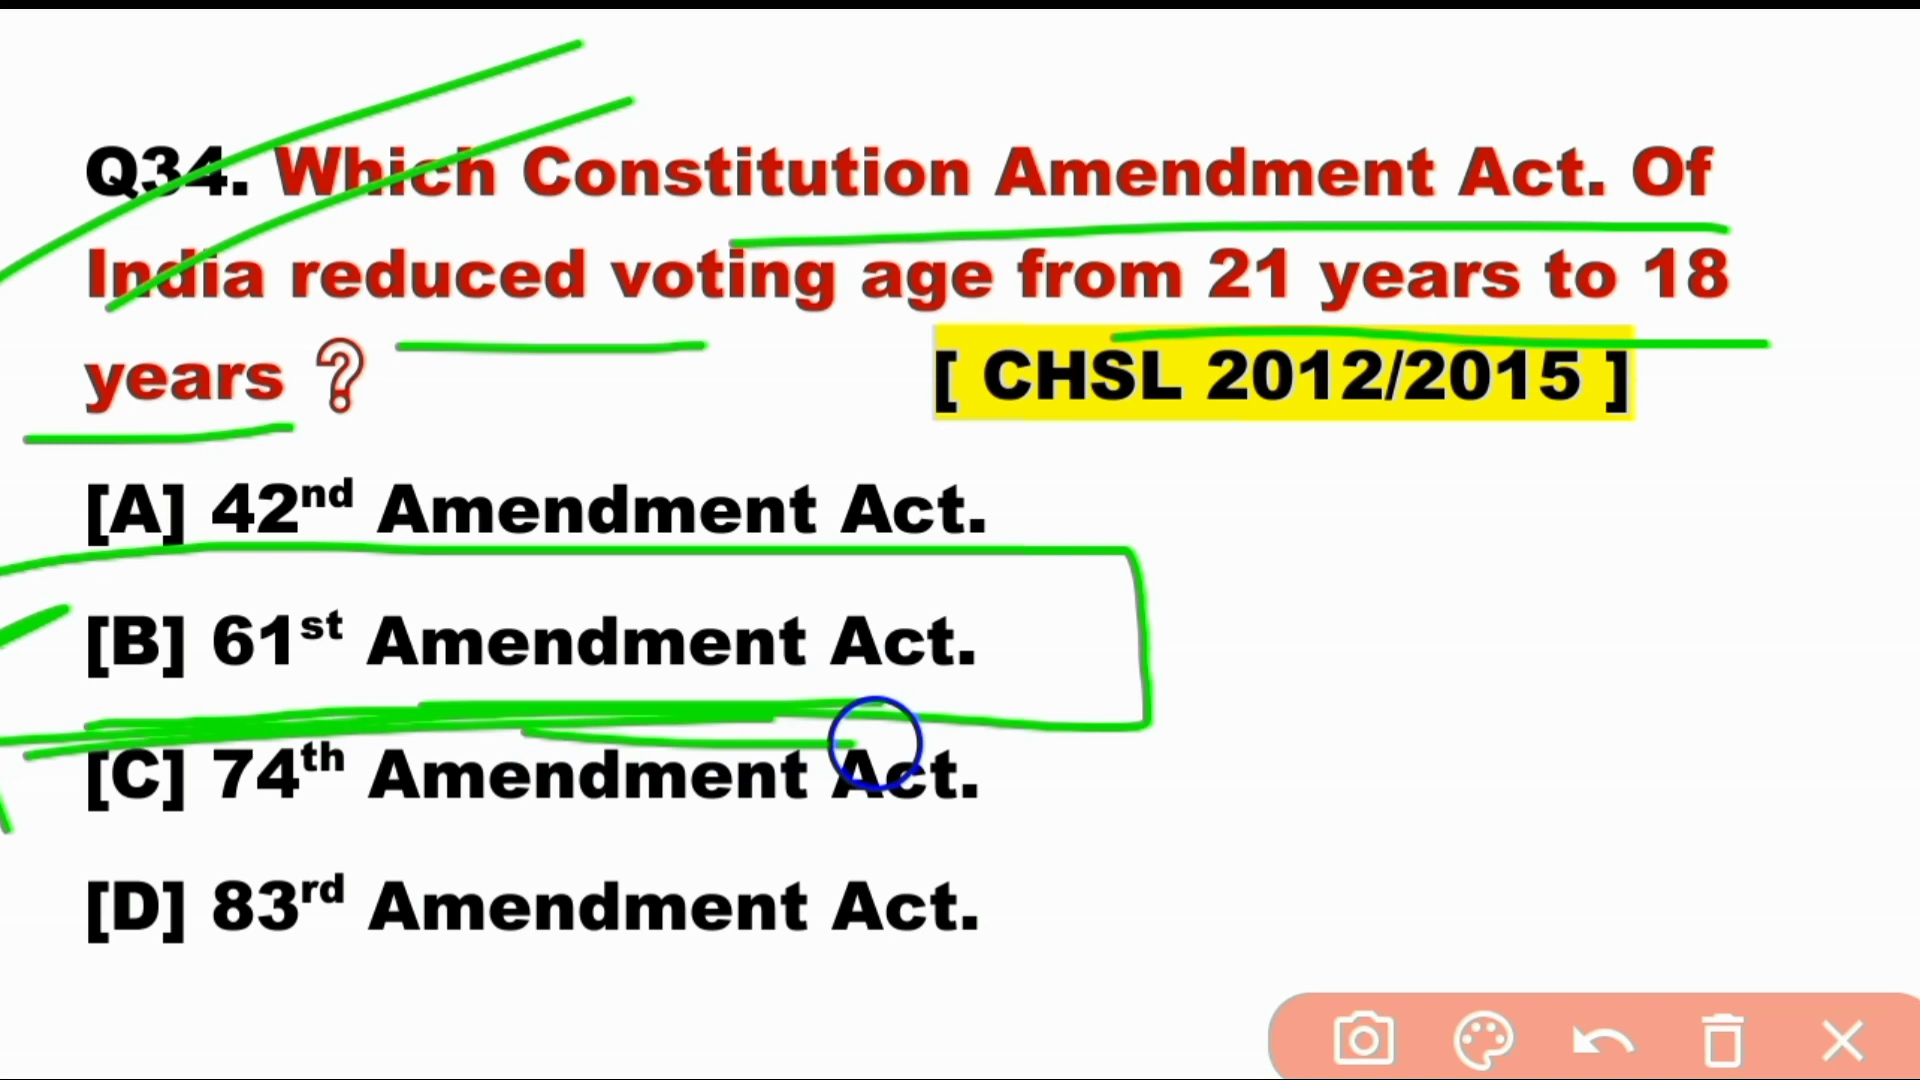 Q34. Which Constitution Amendment Act. Of
India reduced voting age from 21 years to 18
years ? [ CHSL 2012/2015 ]
[A] 42nd Amendment Act.
[B] 61st Amendment Act.
[C] 74th Amendment Act.
[D] 83rd Amendment Act.